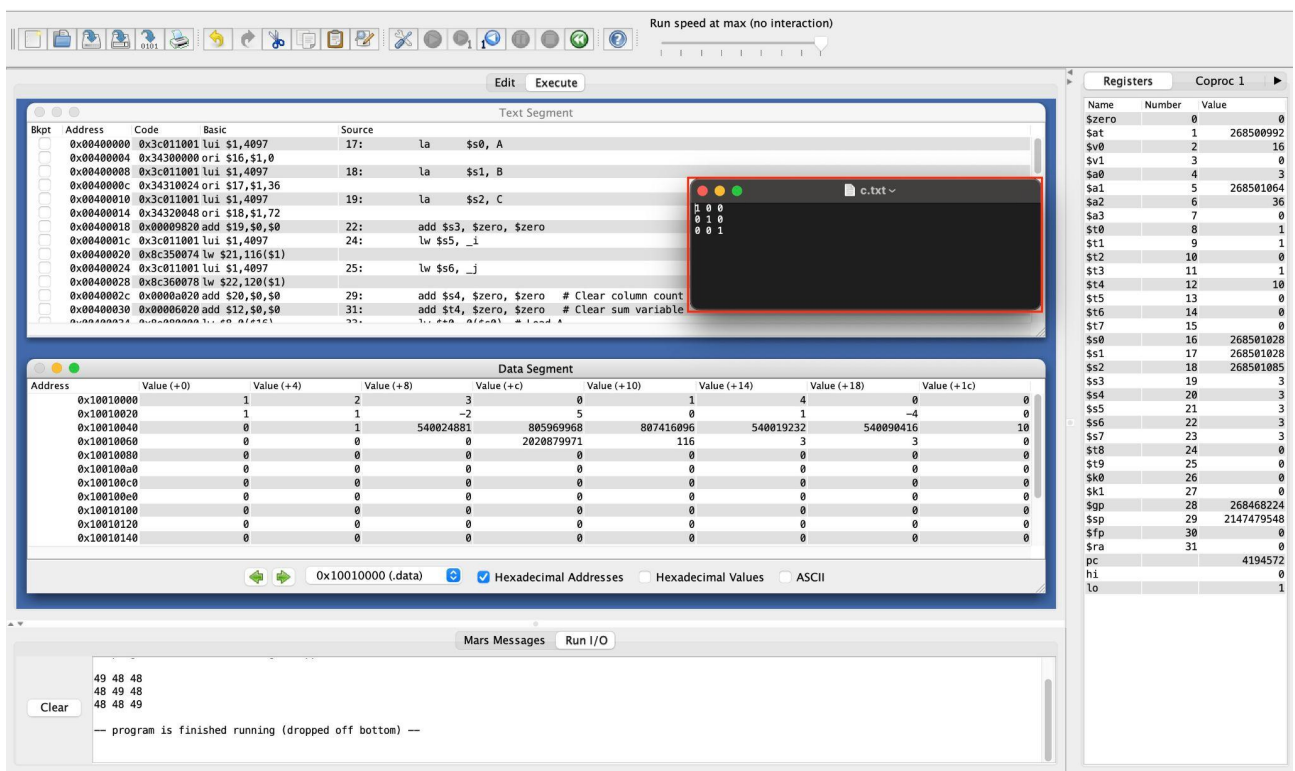 Run speed at max (no interaction)
Edit Execute
Registers Coproc 1
Text Segment
Bkpt Address Code Basic Source
0x00400000 0x3c011001 lui $1,4097 17: la $s0, A
0x00400004 0x34300000 ori $16,$1,0
0x00400008 0x3c011001 lui $1,4097 18: la $s1, B
0x0040000c 0x34310024 ori $17,$1,36
0x00400010 0x3c011001 lui $1,4097 19: la $s2, C
0x00400014 0x34320048 ori $18,$1,72
0x00400018 0x00009820 add $19,$0,$0 22: add $s3, $zero, $zero
0x0040001c 0x3c011001 lui $1,4097 24: lw $s5, _i
0x00400020 0x8c350074 lw $21,116($1)
0x00400024 0x3c011001 lui $1,4097 25: lw $s6, _j
0x00400028 0x8c360078 lw $22,120($1)
0x0040002c 0x0000a020 add $20,$0,$0 29: add $s4, $zero, $zero # Clear column count
0x00400030 0x00006020 add $12,$0,$0 31: add $t4, $zero, $zero # Clear sum variable
c.txt
1 0 0
0 1 0
0 0 1
Data Segment
Address Value (+0) Value (+4) Value (+8) Value (+c) Value (+10) Value (+14) Value (+18) Value (+1c)
0x10010000 1 2 3 0 1 4 0 0
0x10010020 1 1 -2 5 0 1 -4 0
0x10010040 0 1 540024881 805969968 807416096 540019232 540090416 10
0x10010060 0 0 0 2020879971 116 3 3 0
0x10010080 0 0 0 0 0 0 0 0
0x100100a0 0 0 0 0 0 0 0 0
0x100100c0 0 0 0 0 0 0 0 0
0x100100e0 0 0 0 0 0 0 0 0
0x10010100 0 0 0 0 0 0 0 0
0x10010120 0 0 0 0 0 0 0 0
0x10010140 0 0 0 0 0 0 0 0
0x10010000 (.data) Hexadecimal Addresses Hexadecimal Values ASCII
Name Number Value
$zero 0 0
$at 1 268500992
$v0 2 16
$v1 3 0
$a0 4 3
$a1 5 268501064
$a2 6 36
$a3 7 0
$t0 8 1
$t1 9 1
$t2 10 0
$t3 11 1
$t4 12 10
$t5 13 0
$t6 14 0
$t7 15 0
$s0 16 268501028
$s1 17 268501028
$s2 18 268501085
$s3 19 3
$s4 20 3
$s5 21 3
$s6 22 3
$s7 23 3
$t8 24 0
$t9 25 0
$k0 26 0
$k1 27 0
$gp 28 268468224
$sp 29 2147479548
$fp 30 0
$ra 31 0
pc 4194572
hi 0
lo 1
Mars Messages Run I/O
Clear
49 48 48
48 49 48
48 48 49
-- program is finished running (dropped off bottom) --